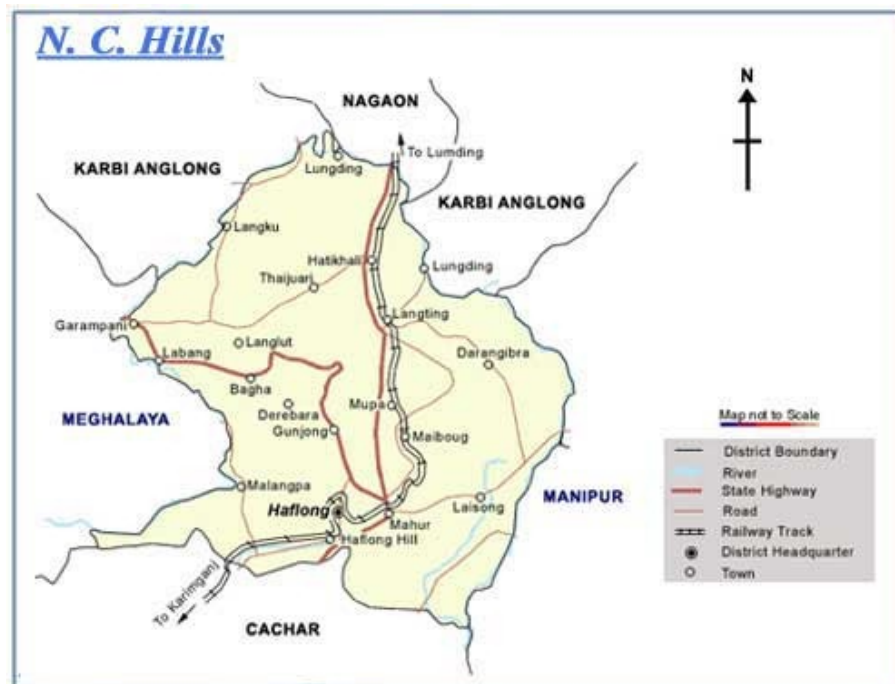 N. C. Hills
N
NAGAON
To Lumding
Lungding
KARBI ANGLONG
KARBI ANGLONG
Langku
Hatikhali
Lungding
Thaijuari
Garampani
Langting
Langlut
Labang
Darangibra
Bagha
Derebara
Mupa
MEGHALAYA
Gunjong
Maiboug
Malangpa
MANIPUR
Laisong
Haflong
Mahur
Haflong Hill
To Karimganj
CACHAR
Map not to Scale
District Boundary
River
State Highway
Road
Railway Track
District Headquarter
Town